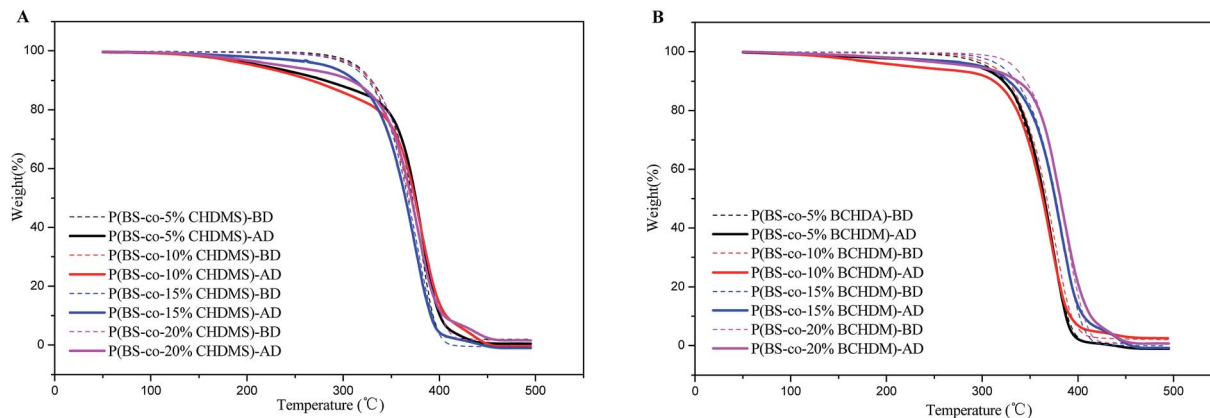 A
100
80
60
40
20
0
Weight(%)
P(BS-co-5% CHDMS)-BD
P(BS-co-5% CHDMS)-AD
P(BS-co-10% CHDMS)-BD
P(BS-co-10% CHDMS)-AD
P(BS-co-15% CHDMS)-BD
P(BS-co-15% CHDMS)-AD
P(BS-co-20% CHDMS)-BD
P(BS-co-20% CHDMS)-AD
0 100 200 300 400 500
Temperature (℃)
B
100
80
60
40
20
0
Weight(%)
P(BS-co-5% BCHDA)-BD
P(BS-co-5% BCHDM)-AD
P(BS-co-10% BCHDM)-BD
P(BS-co-10% BCHDM)-AD
P(BS-co-15% BCHDM)-BD
P(BS-co-15% BCHDM)-AD
P(BS-co-20% BCHDM)-BD
P(BS-co-20% BCHDM)-AD
0 100 200 300 400 500
Temperature (℃)